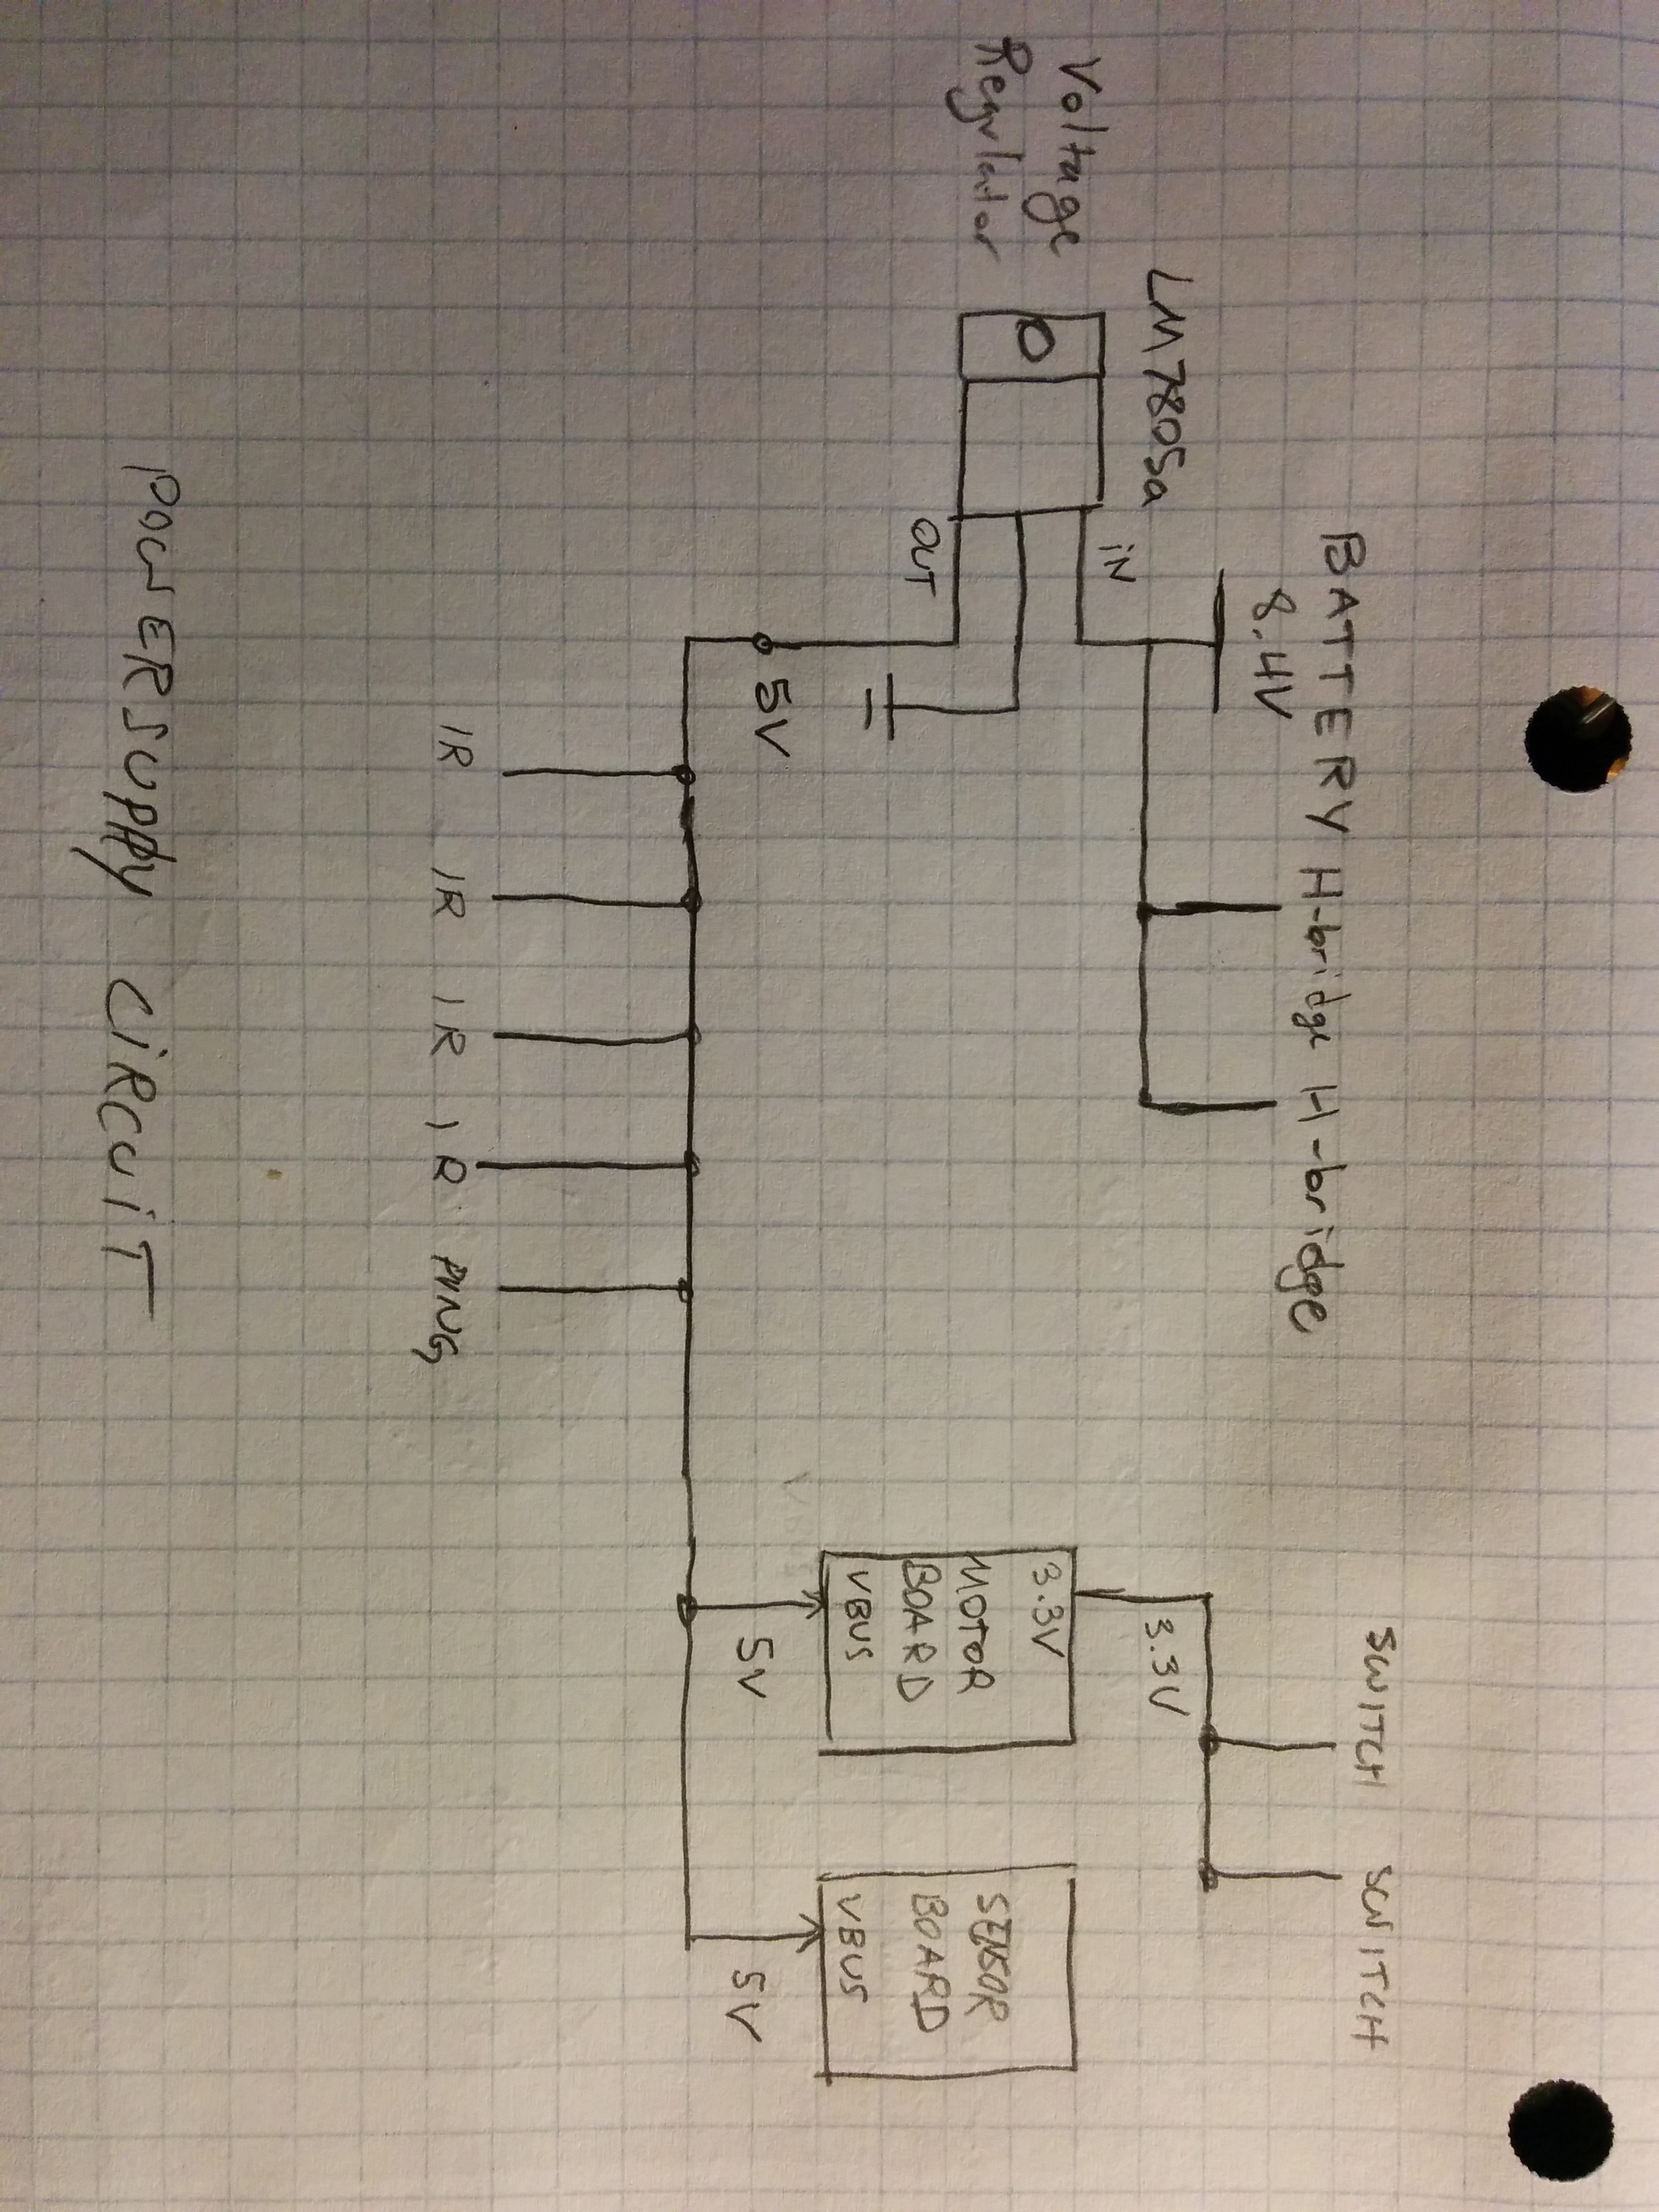 BATTERY H-bridge H-bridge
8.4V
SWITCH SWITCH
LM7805a
iN
3.3V
Voltage
Regulator
OUT
5V
3.3V
MOTOR
BOARD
VBUS
SENSOR
BOARD
VBUS
5V
5V
IR IR IR IR PING
POWER SUPPly CiRCuiT